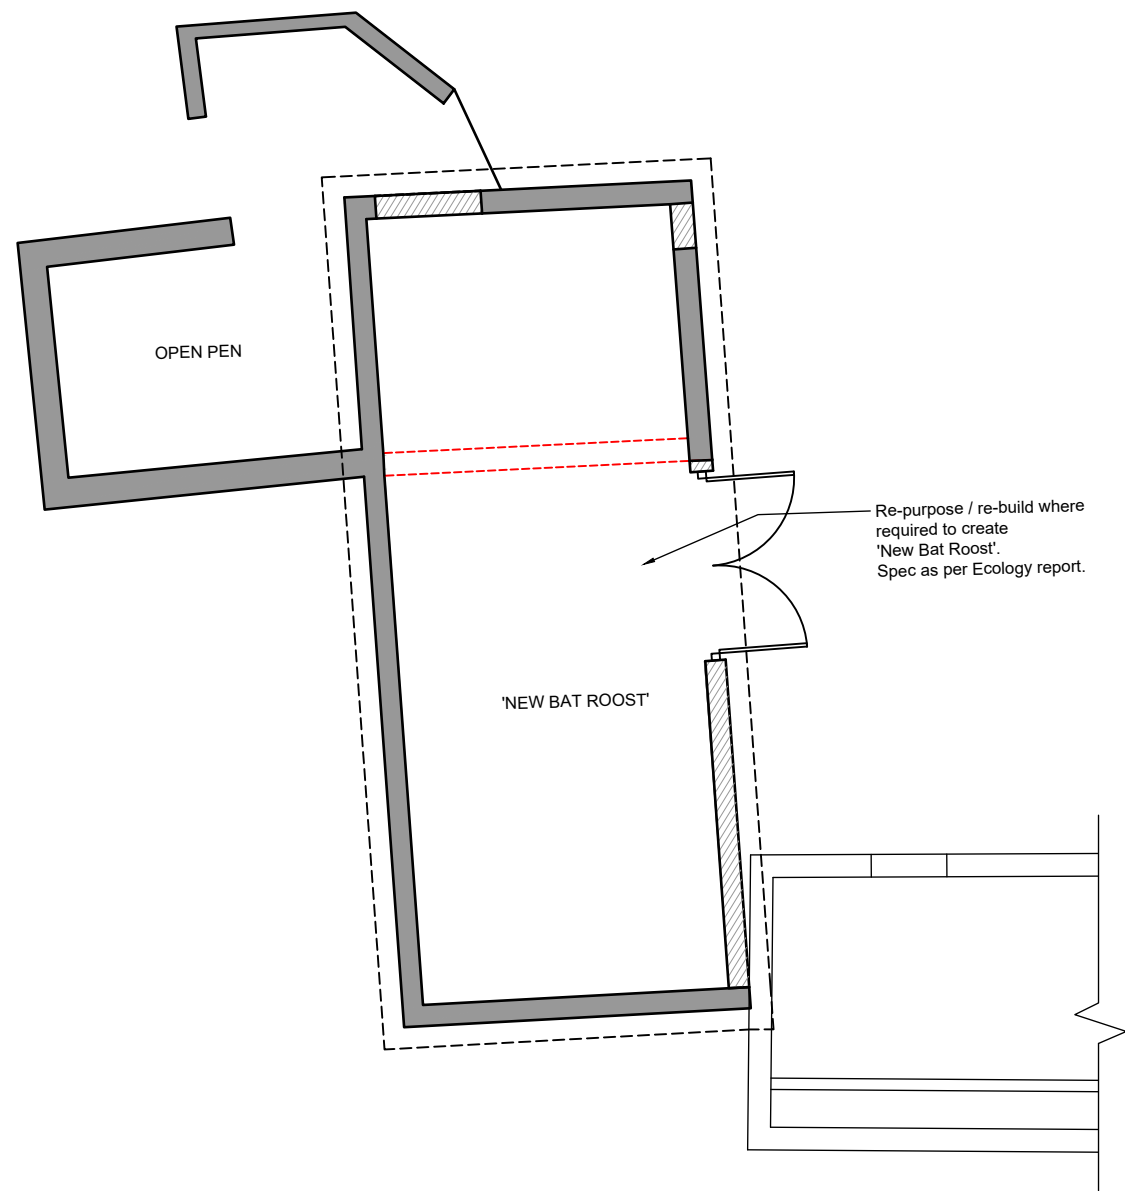 OPEN PEN
Re-purpose / re-build where
required to create
'New Bat Roost'.
Spec as per Ecology report.
'NEW BAT ROOST'